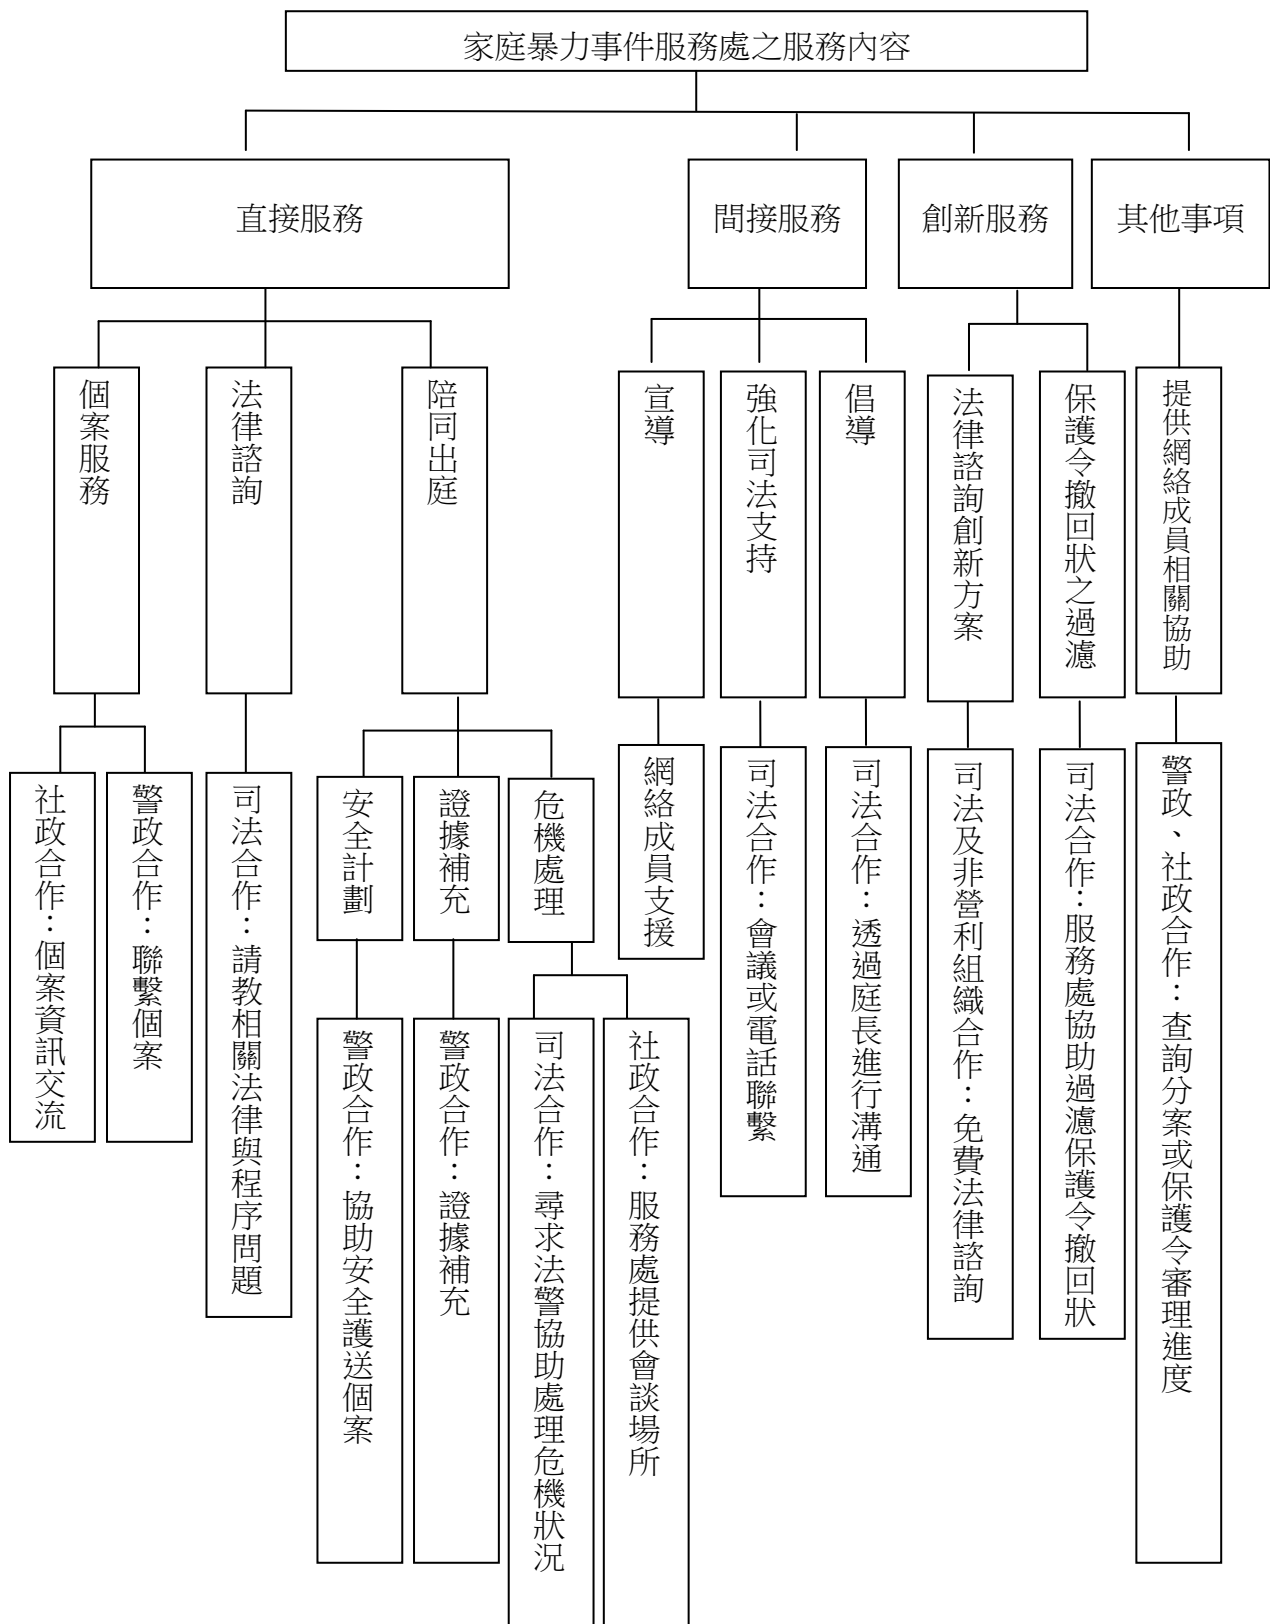 家庭暴力事件服務處之服務內容
直接服務
間接服務
創新服務
其他事項
個案服務
法律諮詢
陪同出庭
宣導
強化司法支持
倡導
法律諮詢創新方案
保護令撤回狀之過濾
提供網絡成員相關協助
社政合作：個案資訊交流
警政合作：聯繫個案
司法合作：請教相關法律與程序問題
安全計劃
證據補充
危機處理
網絡成員支援
司法合作：會議或電話聯繫
司法合作：透過庭長進行溝通
司法及非營利組織合作：免費法律諮詢
司法合作：服務處協助過濾保護令撤回狀
警政、社政合作：查詢分案或保護令審理進度
警政合作：協助安全護送個案
警政合作：證據補充
司法合作：尋求法警協助處理危機狀況
社政合作：服務處提供會談場所